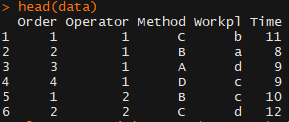 > head(data)
  Order Operator Method Workpl Time
1     1        1      C      b   11
2     2        1      B      a    8
3     3        1      A      d    9
4     4        1      D      c    9
5     1        2      B      c   10
6     2        2      C      d   12